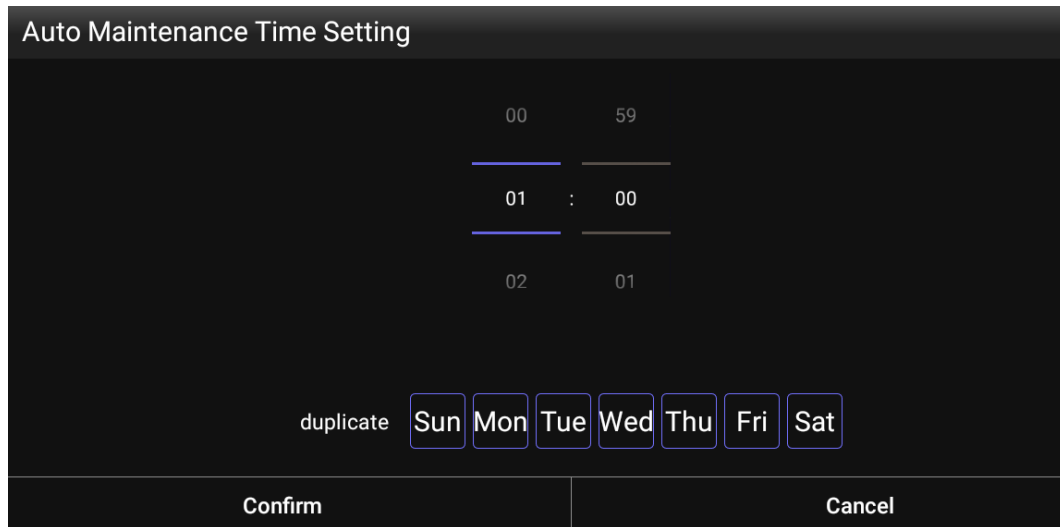 Auto Maintenance Time Setting
00 59
01 : 00
02 01
duplicate Sun Mon Tue Wed Thu Fri Sat
Confirm Cancel